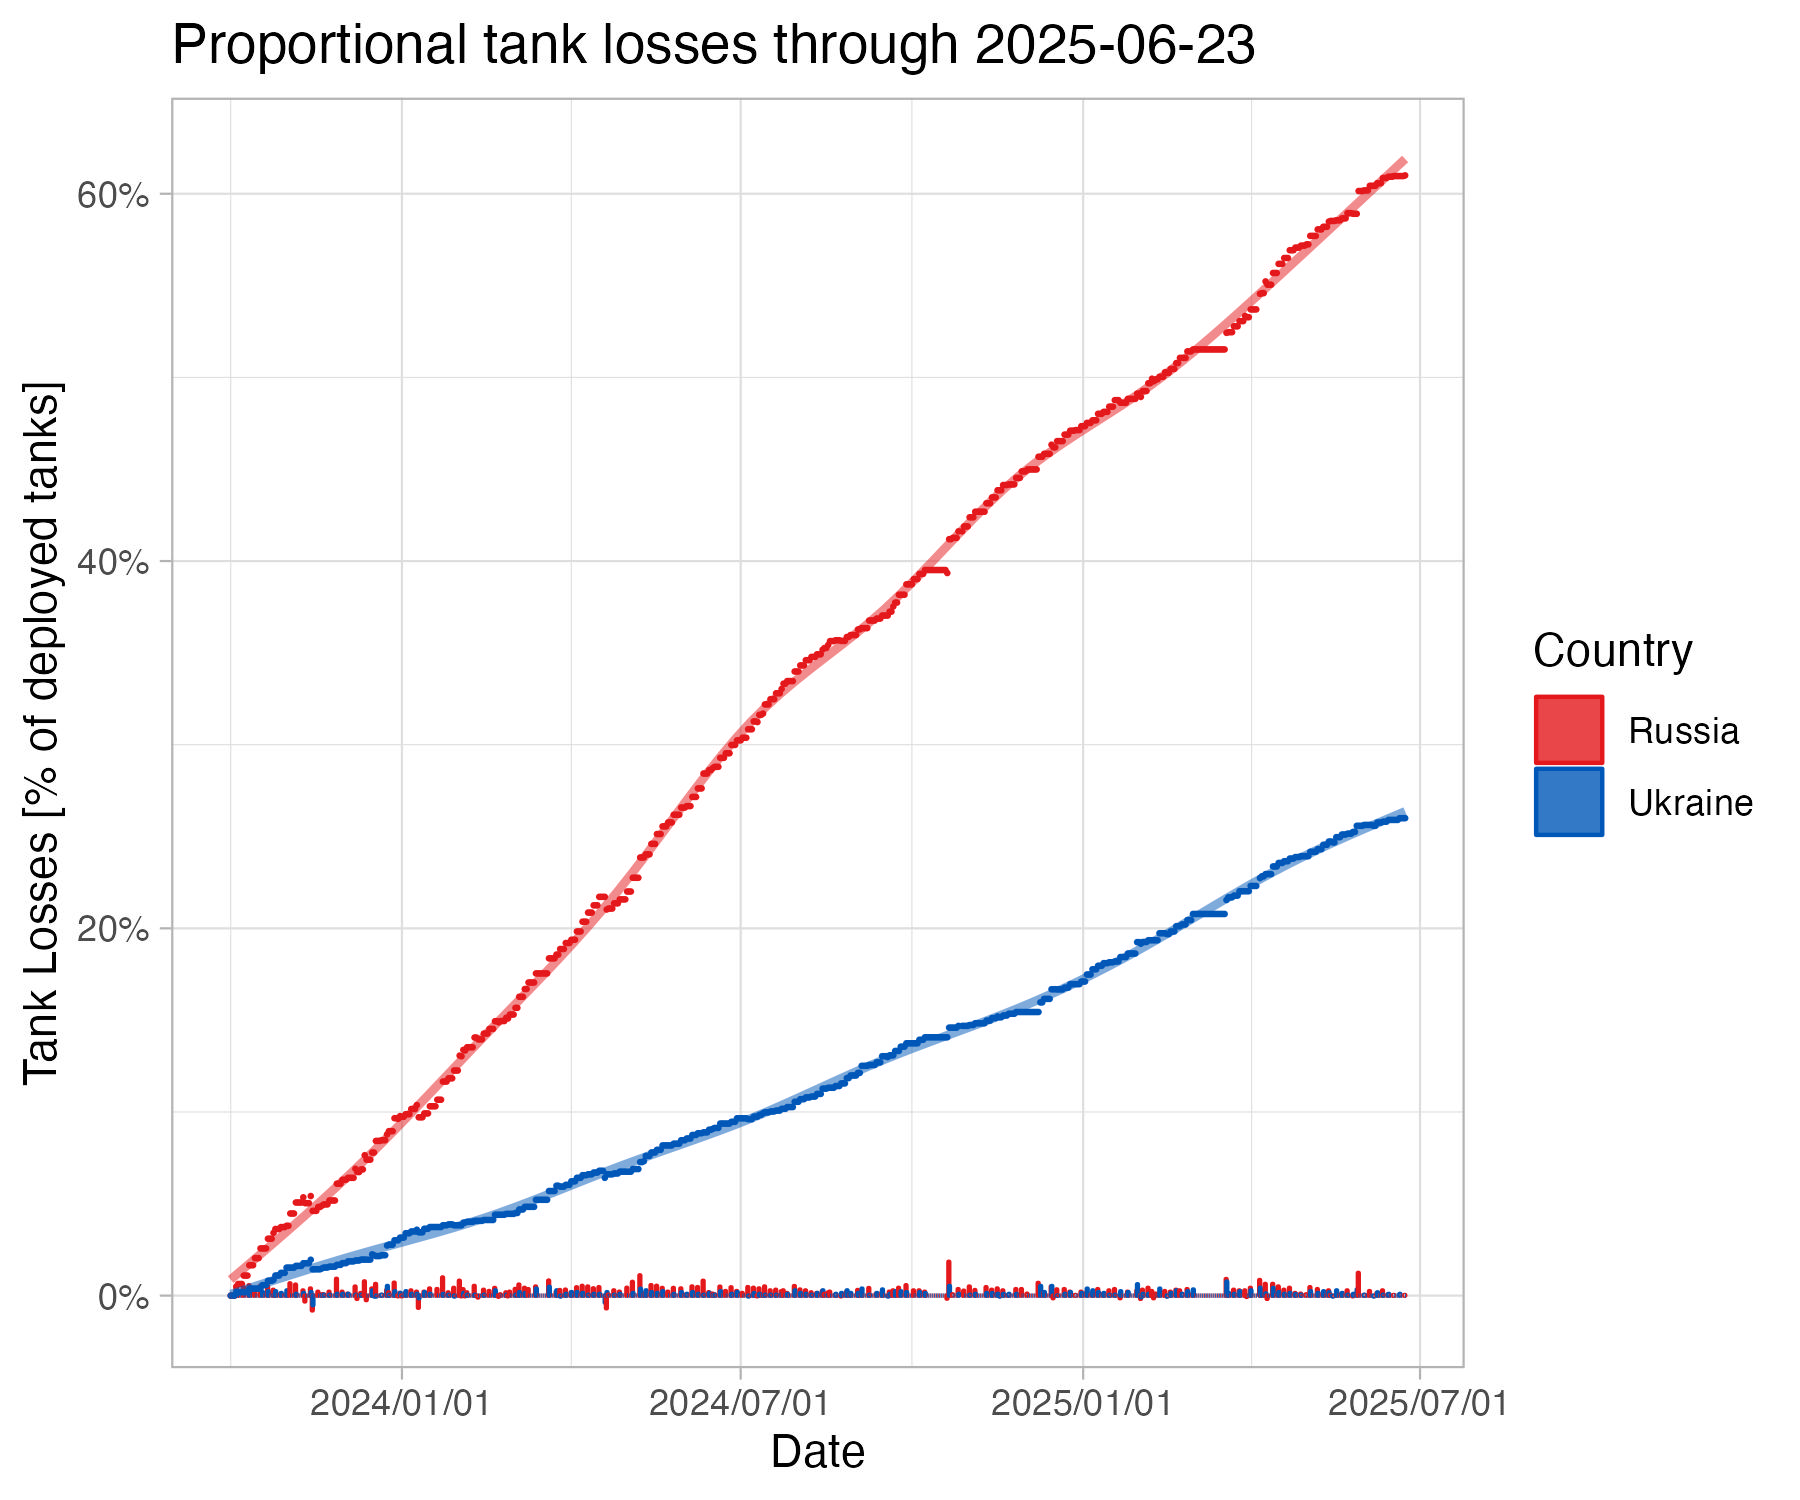 Proportional tank losses through 2025-06-23
Tank Losses [% of deployed tanks]
60%
40%
20%
0%
2024/01/01
2024/07/01
2025/01/01
2025/07/01
Date
Country
Russia
Ukraine